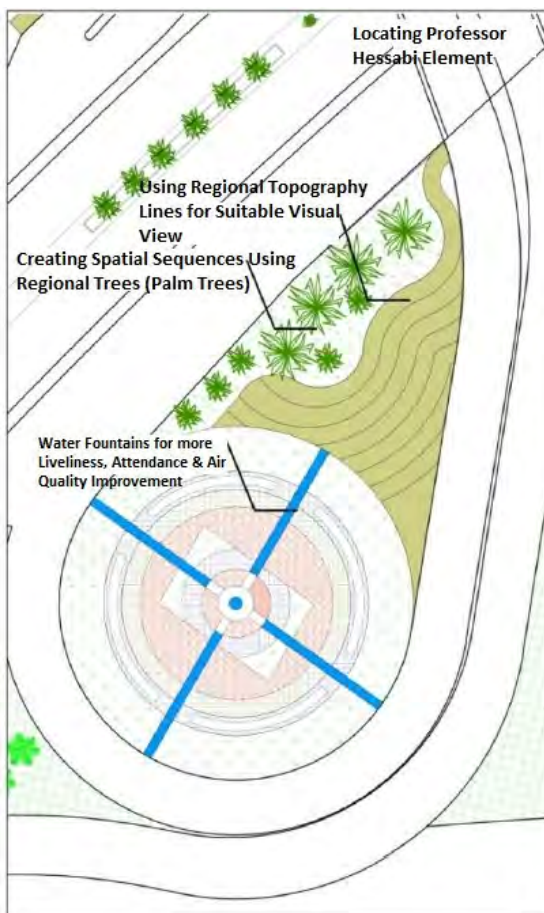 Locating Professor
Hessabi Element
Using Regional Topography
Lines for Suitable Visual
View
Creating Spatial Sequences Using
Regional Trees (Palm Trees)
Water Fountains for more
Liveliness, Attendance & Air
Quality Improvement